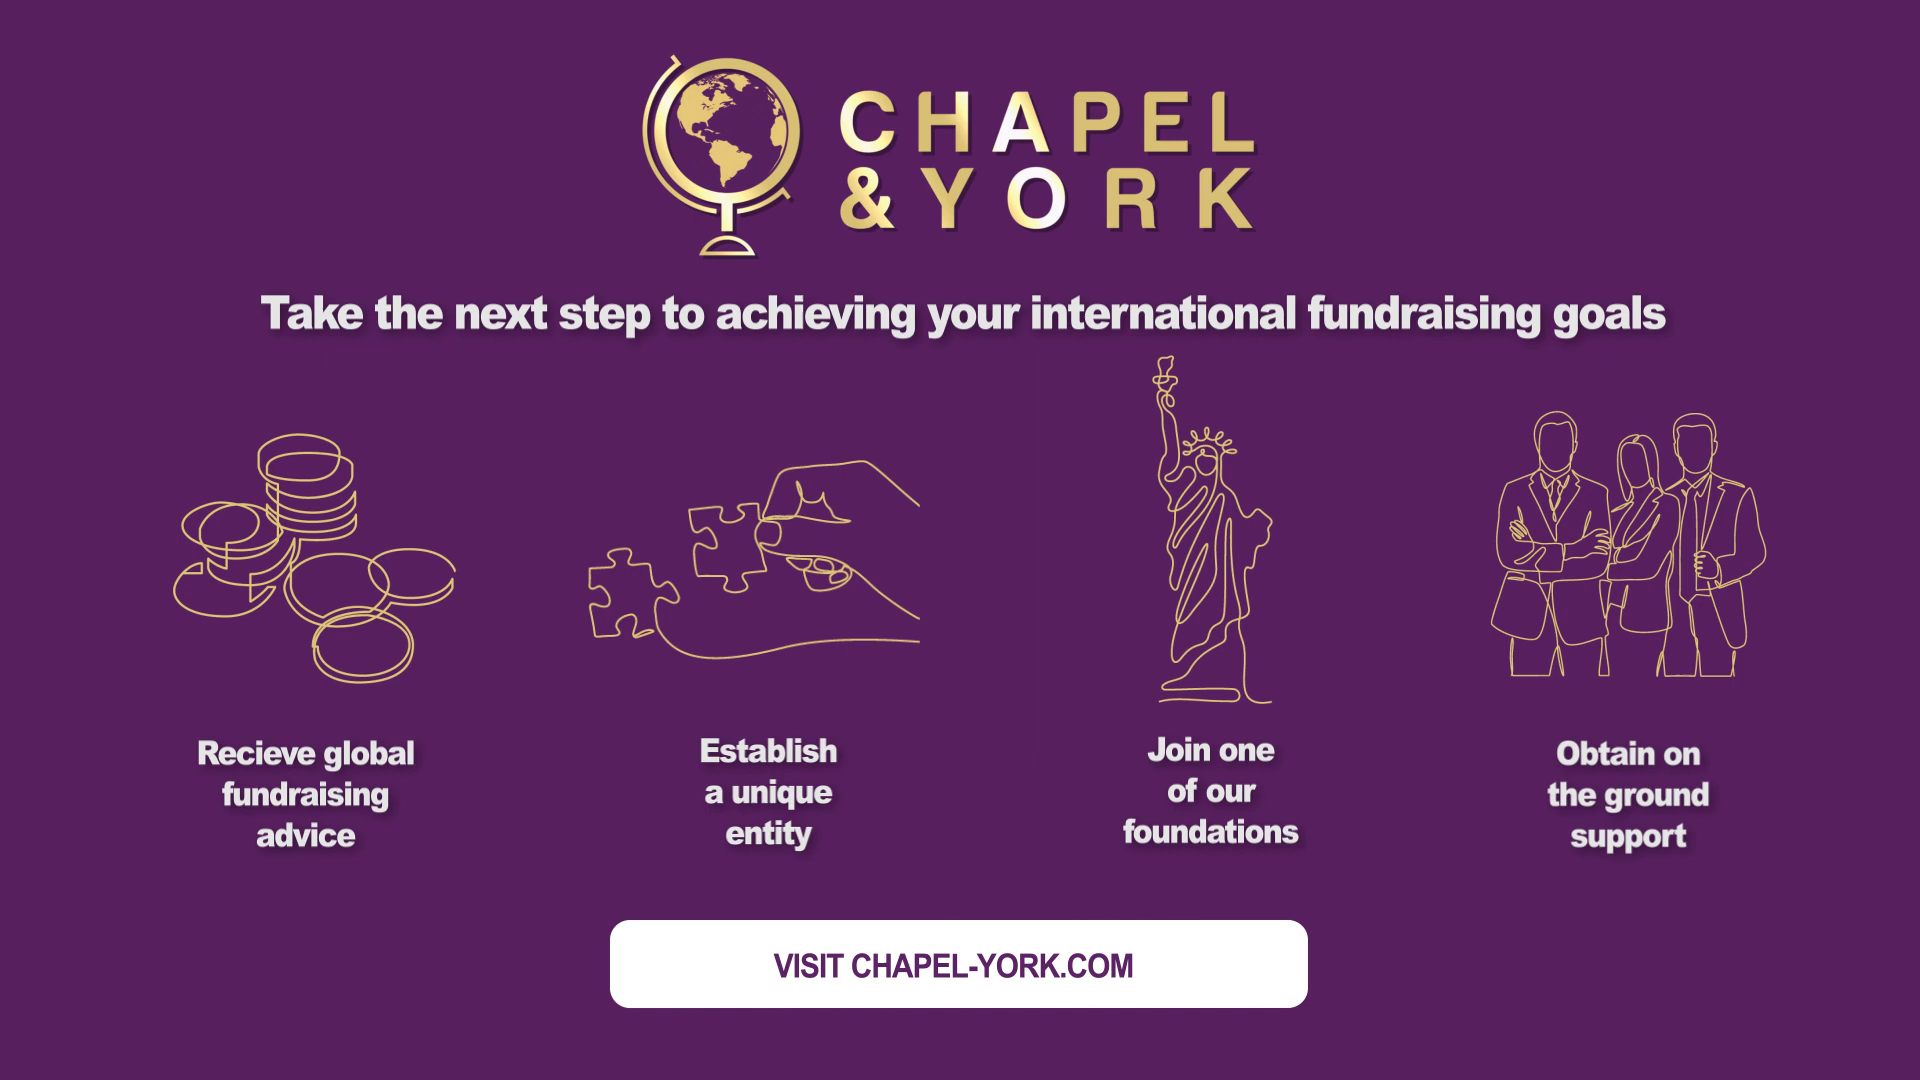 CHAPEL
& YORK
Take the next step to achieving your international fundraising goals
Recieve global
fundraising
advice
Establish
a unique
entity
Join one
of our
foundations
Obtain on
the ground
support
VISIT CHAPEL-YORK.COM